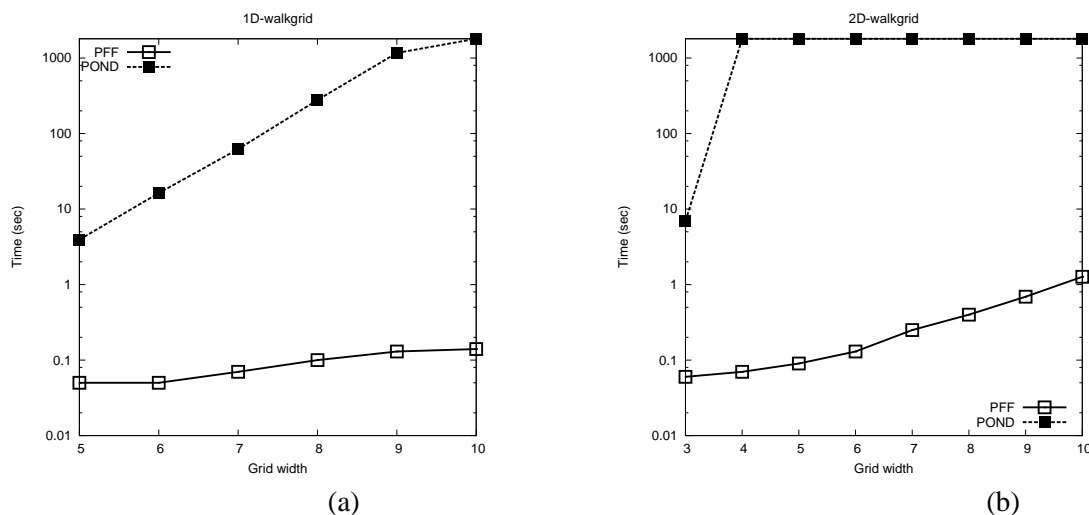 1D-walkgrid
PFF
POND
1000
100
10
1
0.1
0.01
Time (sec)
5 6 7 8 9 10
Grid width
(a)
2D-walkgrid
1000
100
10
1
0.1
0.01
Time (sec)
PFF
POND
3 4 5 6 7 8 9 10
Grid width
(b)